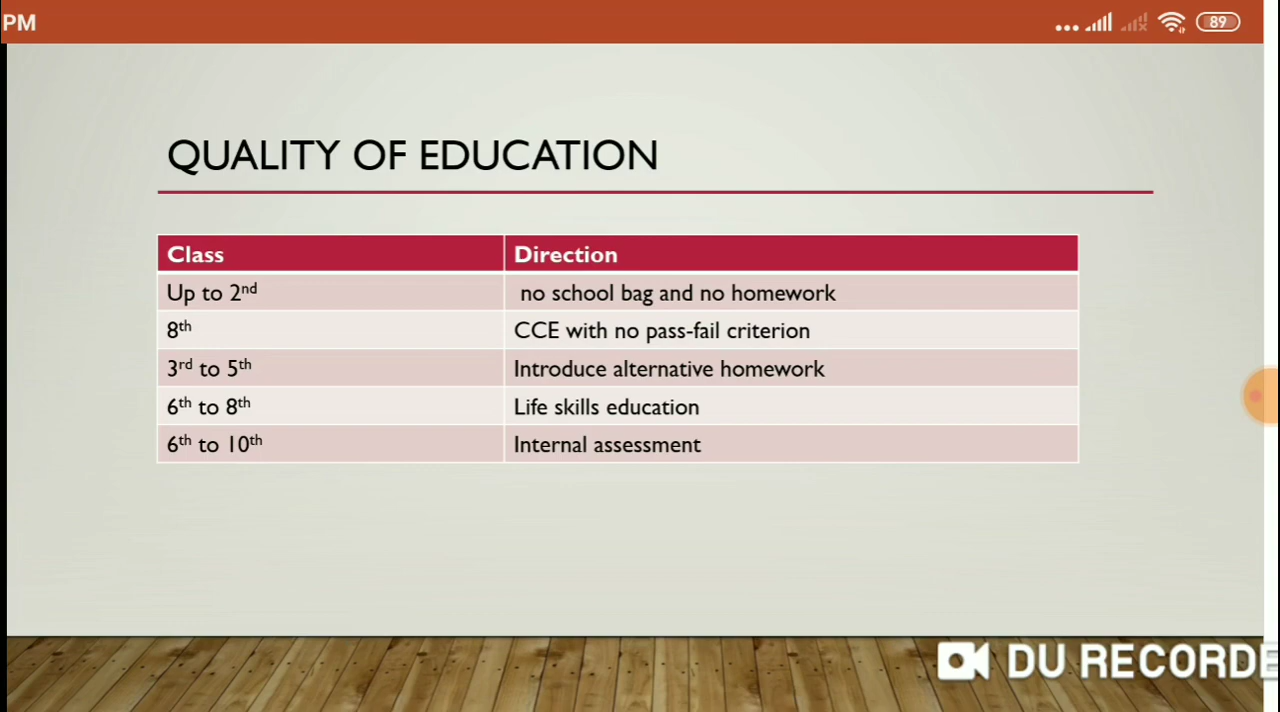 PM
89
QUALITY OF EDUCATION
Class Direction
Up to 2nd no school bag and no homework
8th CCE with no pass-fail criterion
3rd to 5th Introduce alternative homework
6th to 8th Life skills education
6th to 10th Internal assessment
DU RECORDE